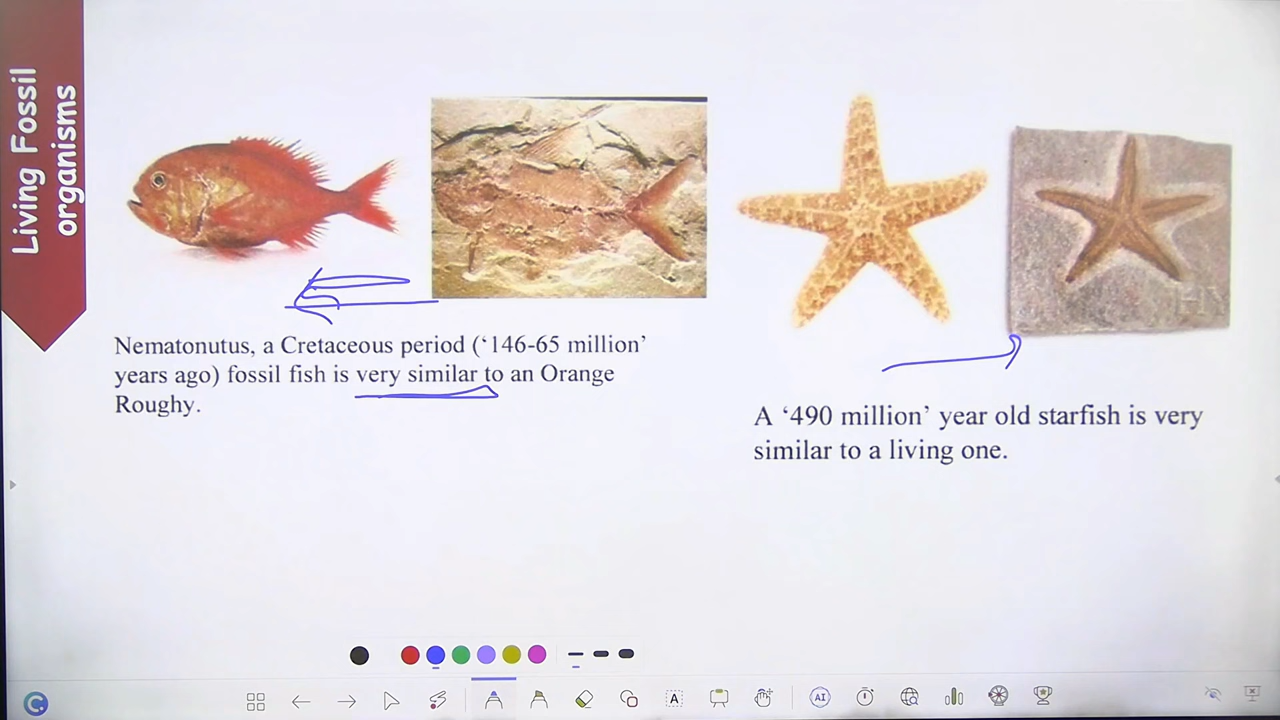 Living Fossil
organisms
Nematonutus, a Cretaceous period (‘146-65 million’
years ago) fossil fish is very similar to an Orange
Roughy.
A ‘490 million’ year old starfish is very
similar to a living one.
A
AI